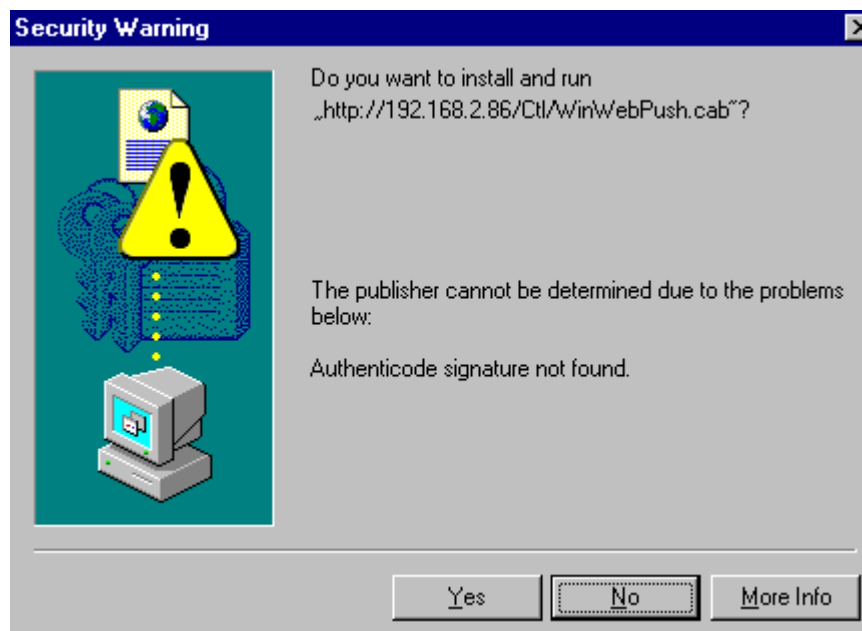 Security Warning
Do you want to install and run
„http://192.168.2.86/Ctl/WinWebPush.cab"?
The publisher cannot be determined due to the problems
below:
Authenticode signature not found.
Yes
No
More Info